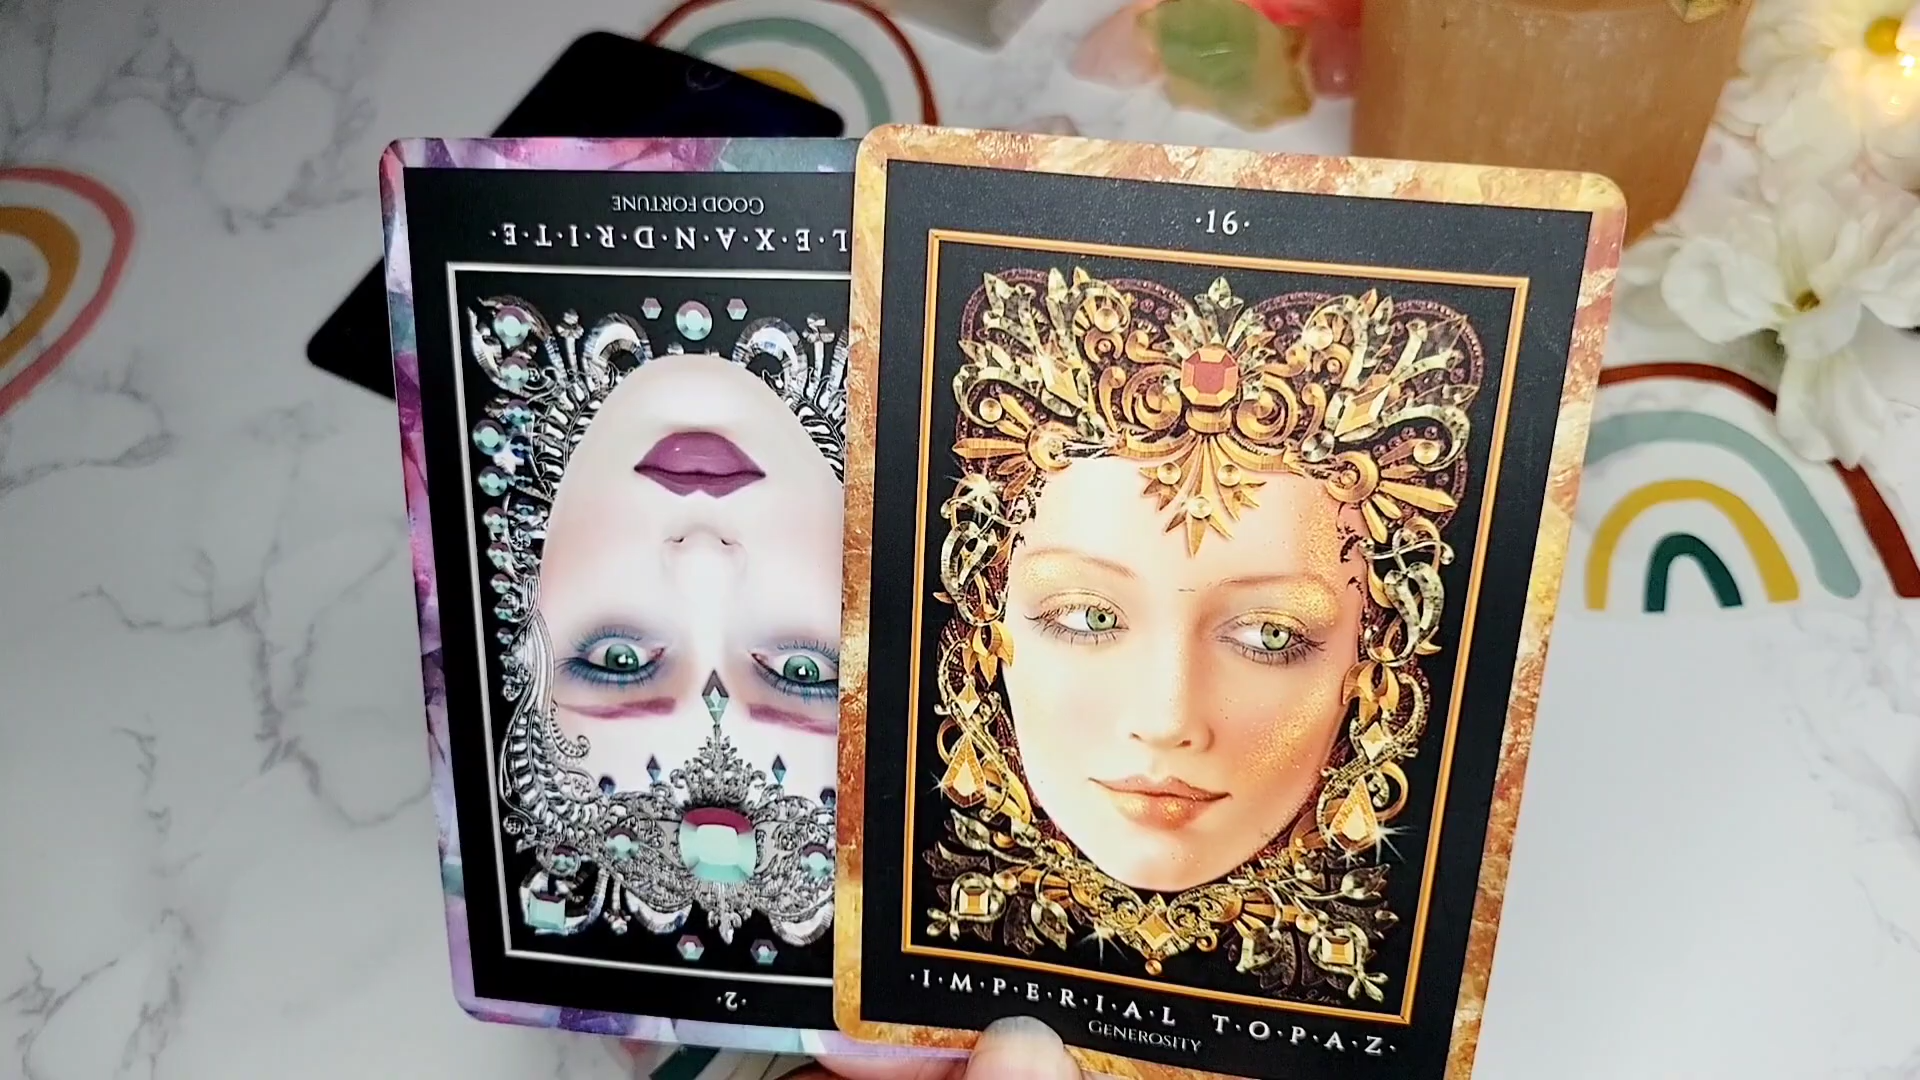 GOOD FORTUNE
L·E·X·A·N·D·R·I·T·E·
·2·
·16·
·I·M·P·E·R·I·A·L T·O·P·A·Z·
GENEROSITY